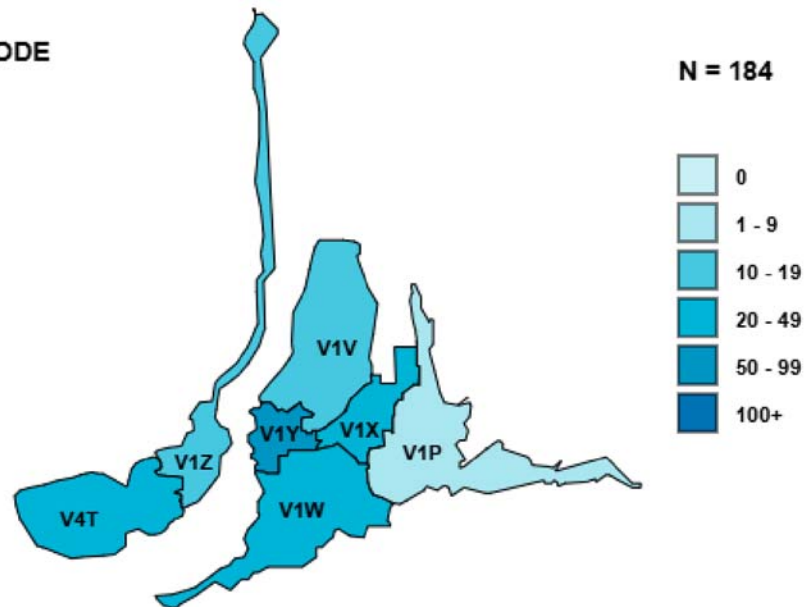 ODE
N = 184
0
1 - 9
10 - 19
20 - 49
50 - 99
100+
V1V
V1Y
V1X
V1P
V1Z
V4T
V1W